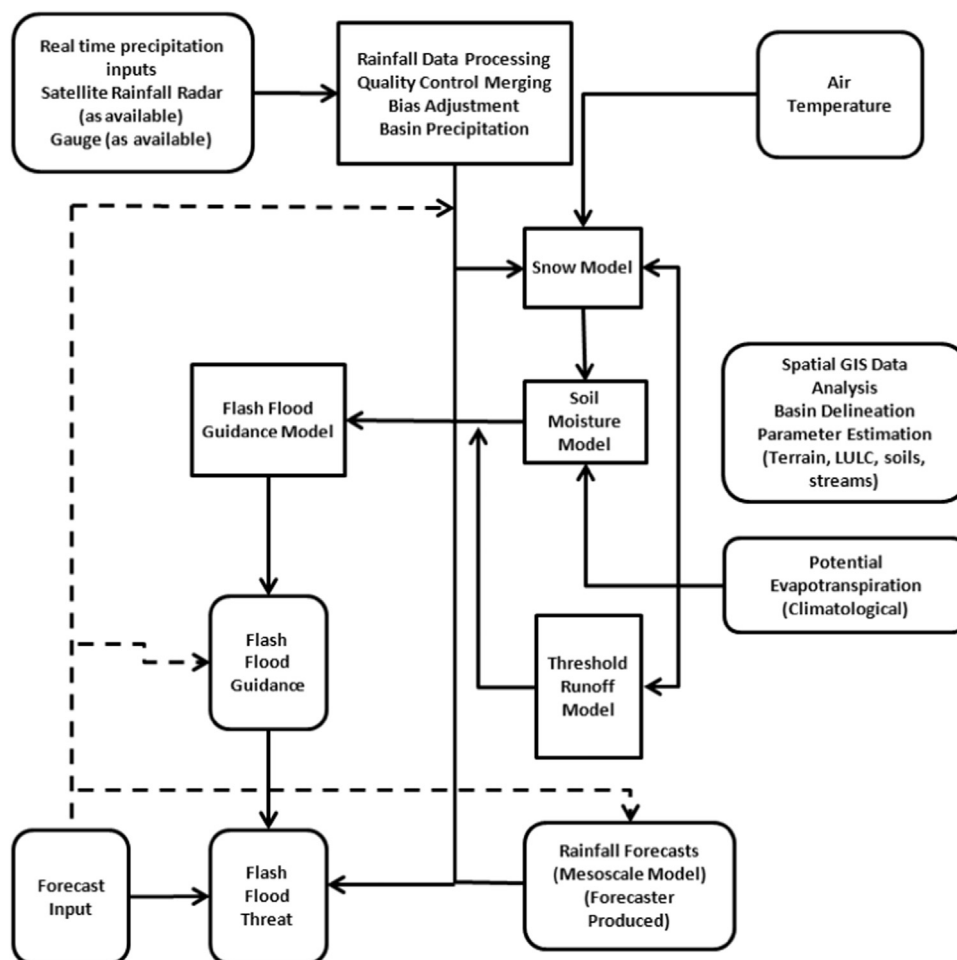 Real time precipitation
inputs
Satellite Rainfall Radar
(as available)
Gauge (as available)
Rainfall Data Processing
Quality Control Merging
Bias Adjustment
Basin Precipitation
Air
Temperature
Snow Model
Spatial GIS Data
Analysis
Basin Delineation
Parameter Estimation
(Terrain, LULC, soils,
streams)
Flash Flood
Guidance Model
Soil
Moisture
Model
Potential
Evapotranspiration
(Climatological)
Flash
Flood
Guidance
Threshold
Runoff
Model
Forecast
Input
Flash
Flood
Threat
Rainfall Forecasts
(Mesoscale Model)
(Forecaster
Produced)